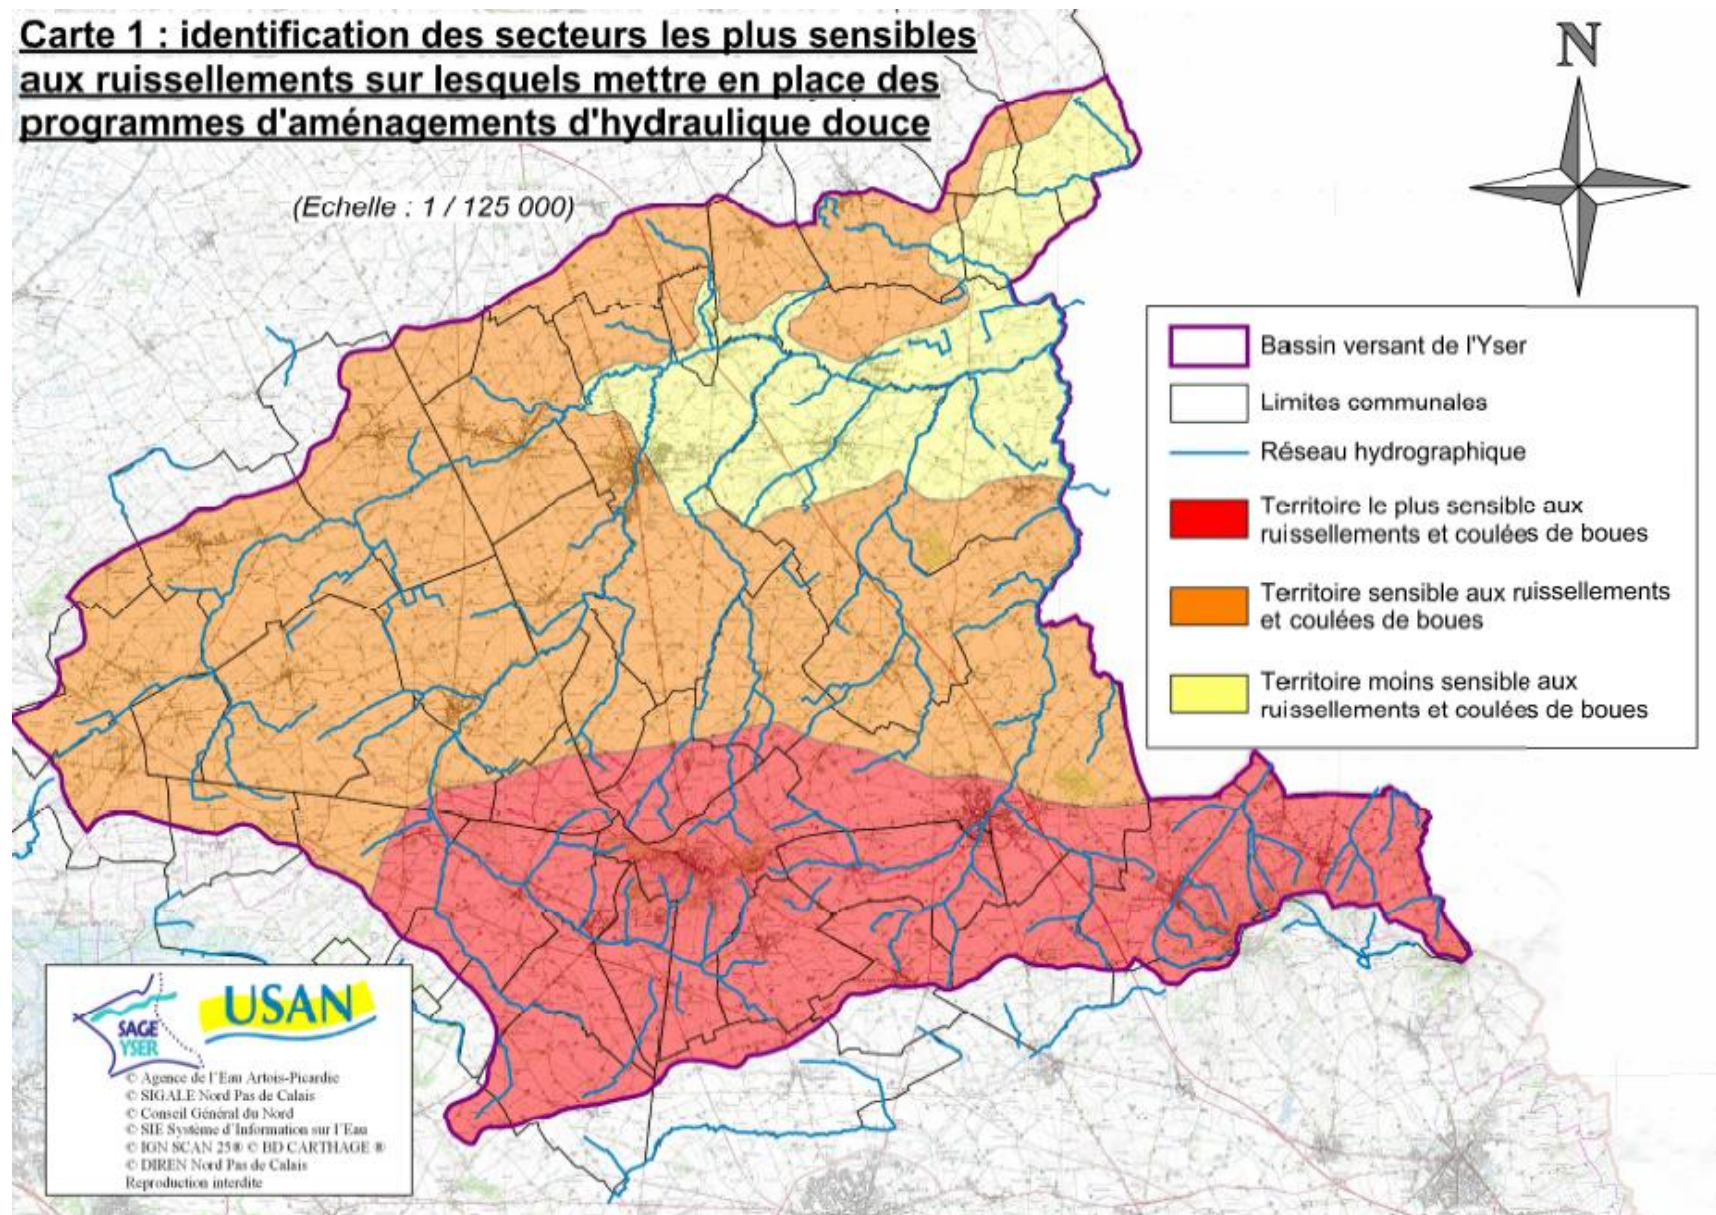 Carte 1 : identification des secteurs les plus sensibles
aux ruissellements sur lesquels mettre en place des
programmes d'aménagements d'hydraulique douce
(Echelle : 1 / 125 000)
N
Bassin versant de l'Yser
Limites communales
Réseau hydrographique
Territoire le plus sensible aux
ruissellements et coulées de boues
Territoire sensible aux ruissellements
et coulées de boues
Territoire moins sensible aux
ruissellements et coulées de boues
SAGE
YSER
USAN
© Agence de l'Eau Artois-Picardie
© SIGALE Nord Pas de Calais
© Conseil Général du Nord
© SIE Système d'Information sur l'Eau
© IGN SCAN 25® © BD CARTHAGE ®
© DIREN Nord Pas de Calais
Reproduction interdite